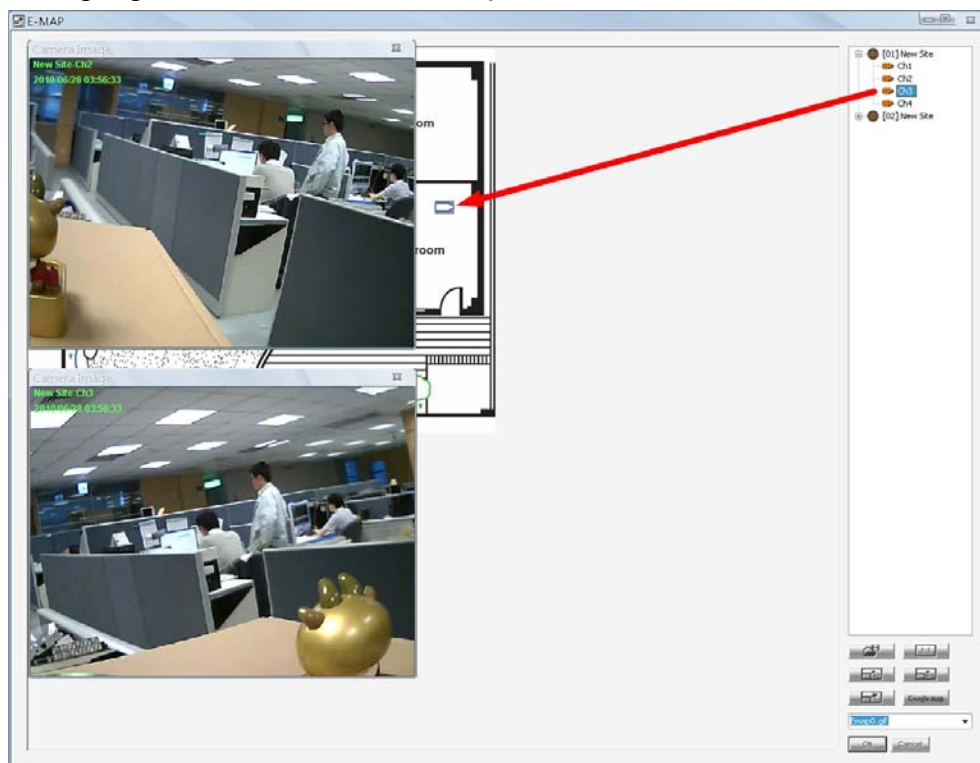 E-MAP
Camera Image
New Site-Ch2
2010/06/28 03:56:33
om
room
Camera Image
New Site-Ch3
2010/06/28 03:56:33
[01] New Site
Ch1
Ch2
Ch3
Ch4
[02] New Site
Google map
Emap0.gif
Ok
Cancel